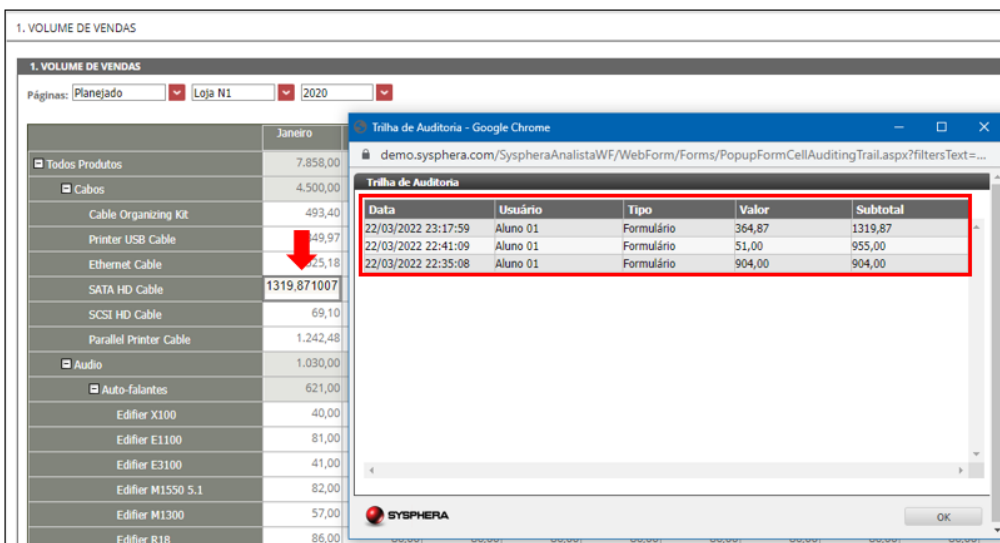 1. VOLUME DE VENDAS
1. VOLUME DE VENDAS
Páginas: Planejado Loja N1 2020
Janeiro
Todos Produtos 7.858,00
Cabos 4.500,00
Cable Organizing Kit 493,40
Printer USB Cable
Ethernet Cable
SATA HD Cable 1319,871007
SCSI HD Cable 69,10
Parallel Printer Cable 1.242,48
Audio 1.030,00
Auto-falantes 621,00
Edifier X100 40,00
Edifier E1100 81,00
Edifier E3100 41,00
Edifier M1550 5.1 82,00
Edifier M1300 57,00
Edifier R18 86,00
Trilha de Auditoria - Google Chrome
demo.sysphera.com/SyspheraAnalistaWF/WebForm/Forms/PopupFormCellAuditingTrail.aspx?filtersText=...
Trilha de Auditoria
Data Usuário Tipo Valor Subtotal
22/03/2022 23:17:59 Aluno 01 Formulário 364,87 1319,87
22/03/2022 22:41:09 Aluno 01 Formulário 51,00 955,00
22/03/2022 22:35:08 Aluno 01 Formulário 904,00 904,00
SYSPHERA
OK